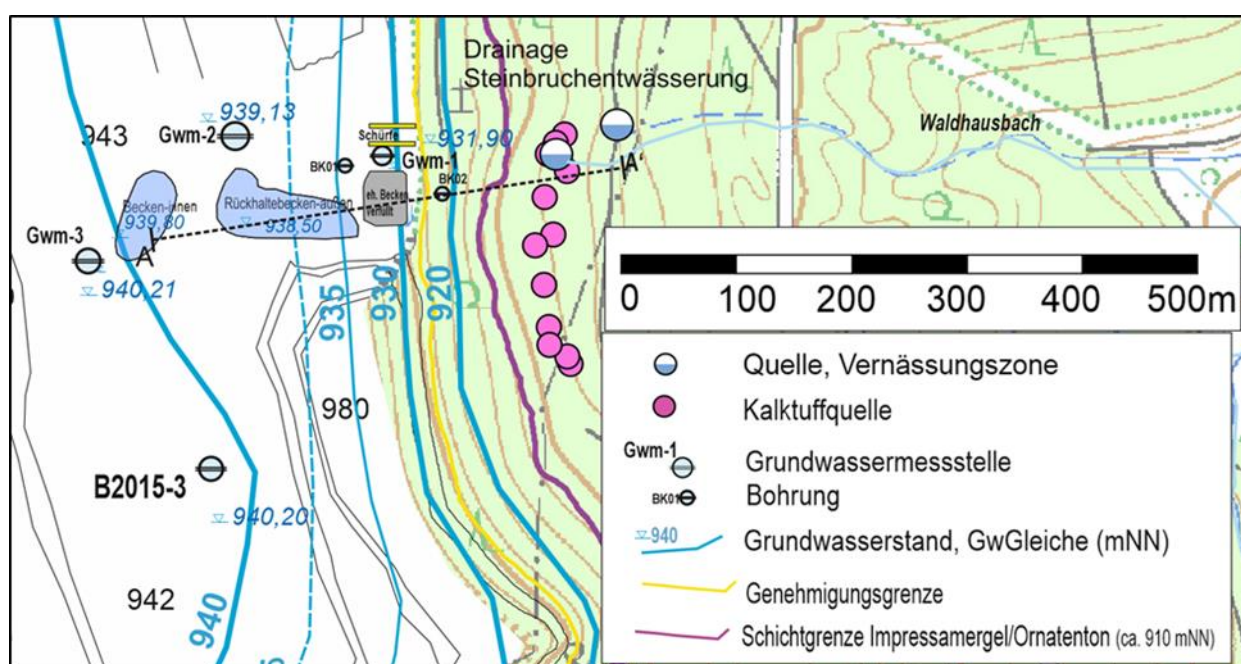 Drainage
Steinbruchentwässerung
939,13
943
Gwm-2
Schürfe
931,90
Waldhausbach
Gwm-1
BK01
BK02
A'
Becken-innen
Rückhaltebecken-außen
eh. Becken
verfüllt
939,80
938,50
Gwm-3
A
940,21
935
930
920
0 100 200 300 400 500m
980
Quelle, Vernässungszone
Kalktuffquelle
Gwm-1
Grundwassermessstelle
B2015-3
BK01
Bohrung
940,20
940
Grundwasserstand, GwGleiche (mNN)
942
940
Genehmigungsgrenze
Schichtgrenze Impressamergel/Ornatenton (ca. 910 mNN)